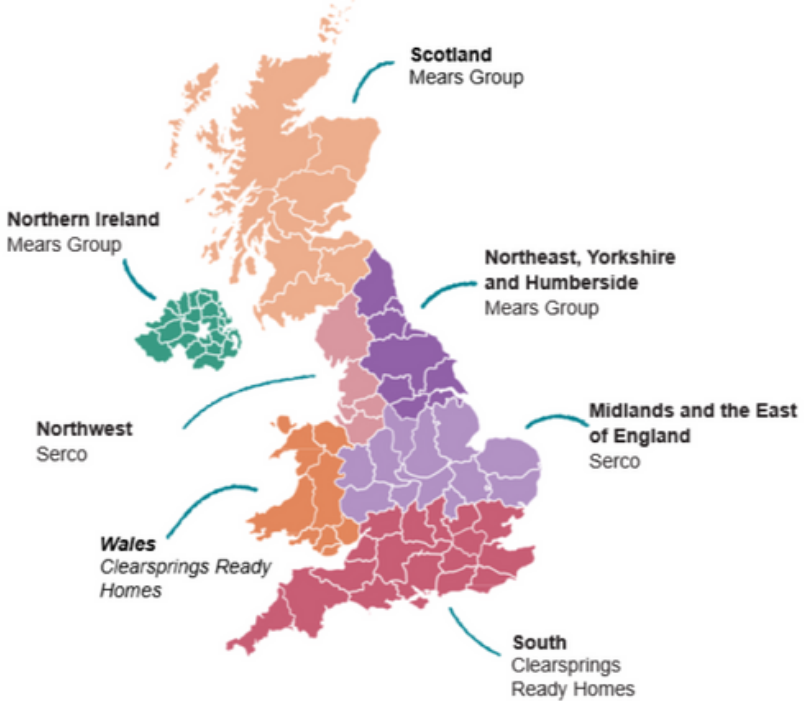 Scotland
Mears Group
Northern Ireland
Mears Group
Northeast, Yorkshire
and Humberside
Mears Group
Northwest
Serco
Midlands and the East
of England
Serco
Wales
Clearsprings Ready
Homes
South
Clearsprings
Ready Homes